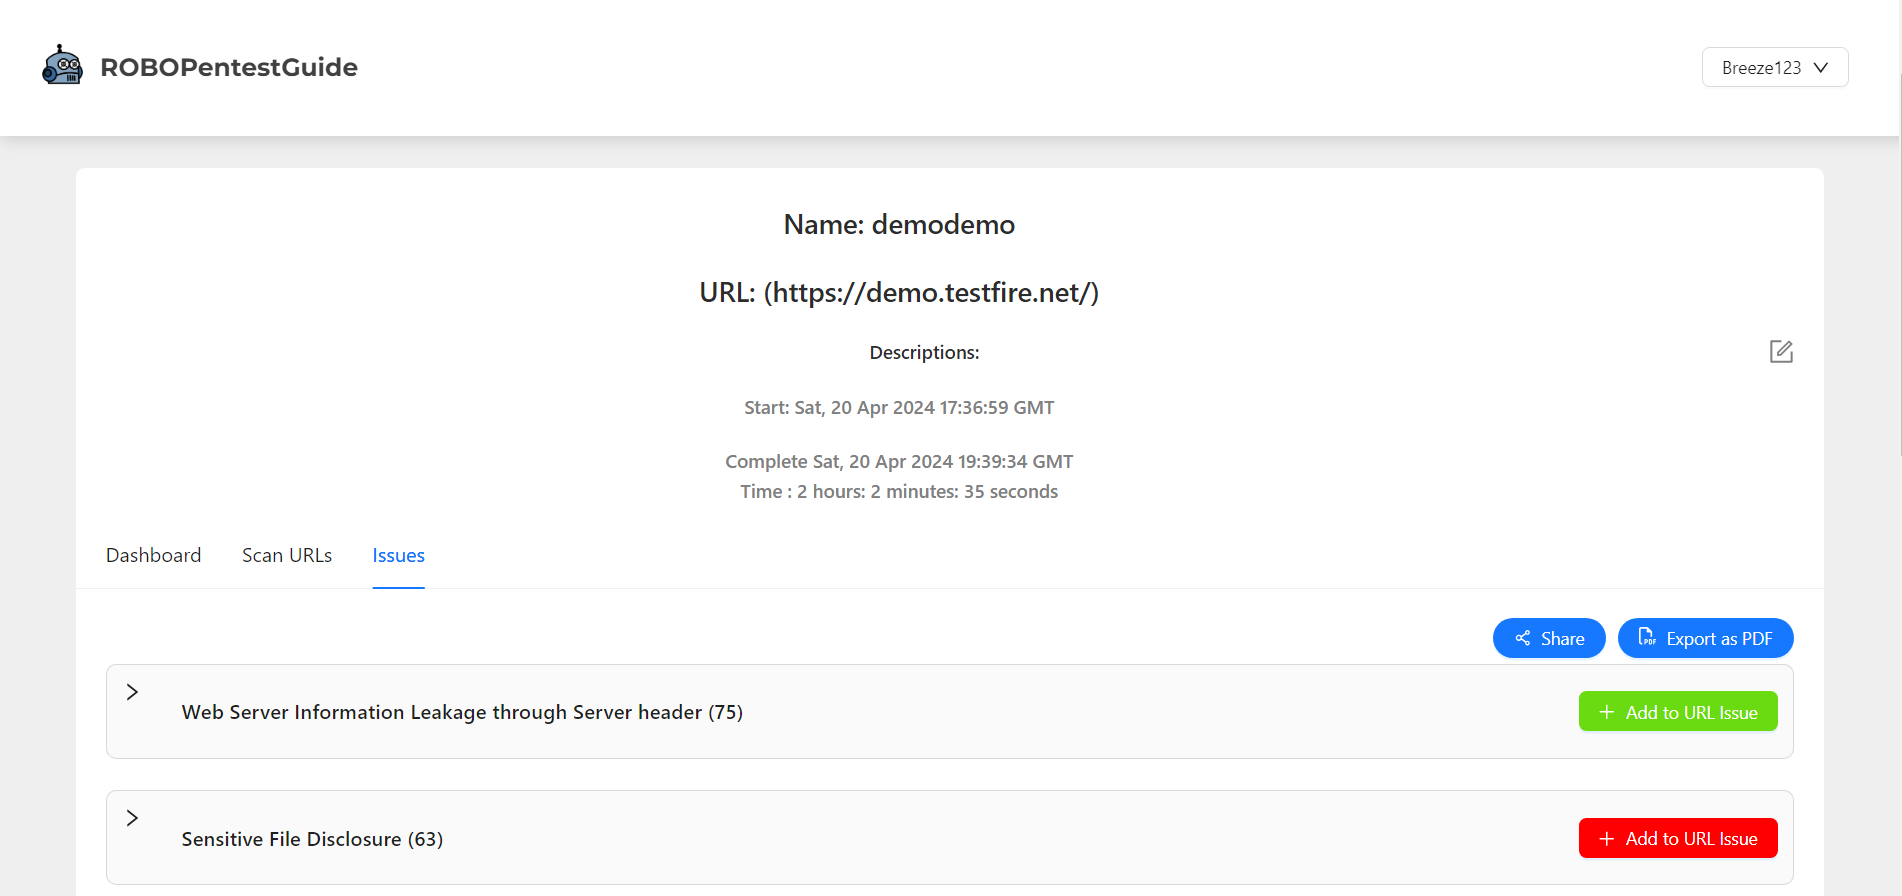 ROBOPentestGuide
Breeze123
Name: demodemo
URL: (https://demo.testfire.net/)
Descriptions:
Start: Sat, 20 Apr 2024 17:36:59 GMT
Complete Sat, 20 Apr 2024 19:39:34 GMT
Time : 2 hours: 2 minutes: 35 seconds
Dashboard Scan URLs Issues
Share PDF Export as PDF
Web Server Information Leakage through Server header (75) + Add to URL Issue
Sensitive File Disclosure (63) + Add to URL Issue